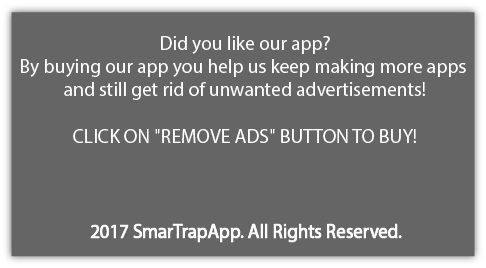 Did you like our app?
By buying our app you help us keep making more apps
and still get rid of unwanted advertisements!
CLICK ON "REMOVE ADS" BUTTON TO BUY!
2017 SmarTrapApp. All Rights Reserved.